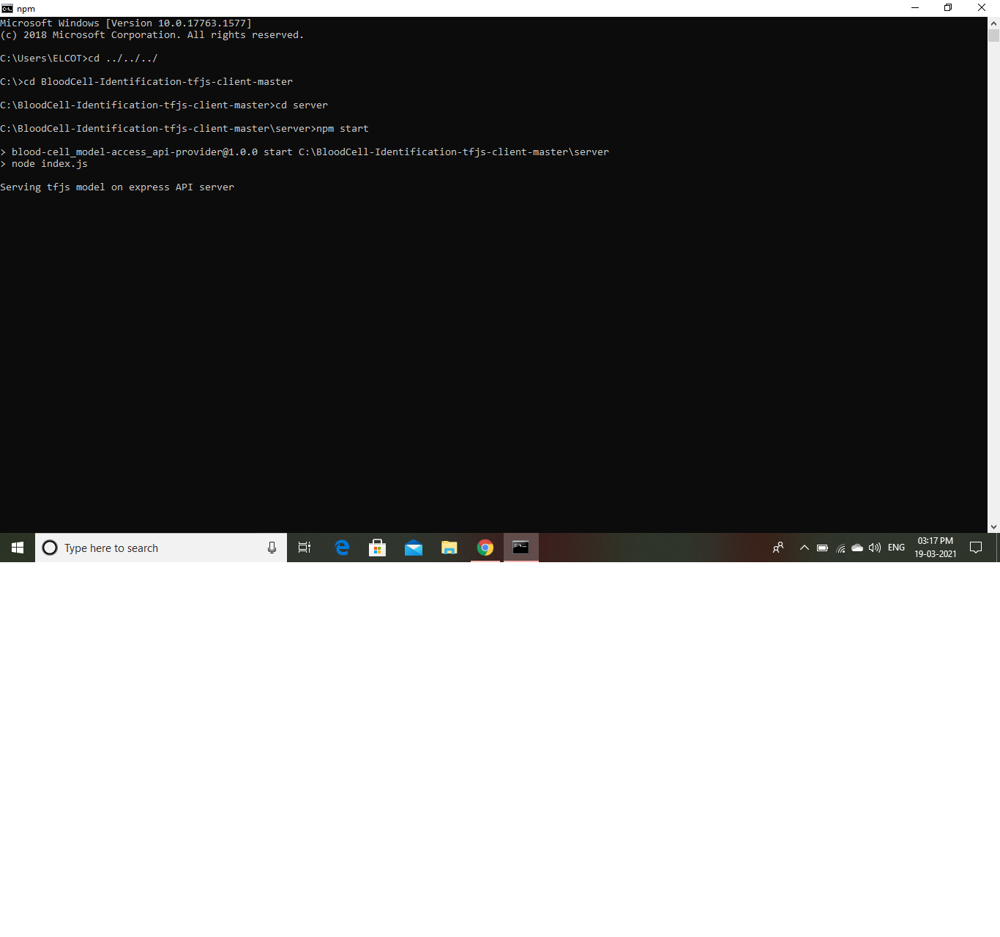 npm
Microsoft Windows [Version 10.0.17763.1577]
(c) 2018 Microsoft Corporation. All rights reserved.
C:\Users\ELCOT>cd ../../../
C:\>cd BloodCell-Identification-tfjs-client-master
C:\BloodCell-Identification-tfjs-client-master>cd server
C:\BloodCell-Identification-tfjs-client-master\server>npm start
> blood-cell_model-access_api-provider@1.0.0 start C:\BloodCell-Identification-tfjs-client-master\server
> node index.js
Serving tfjs model on express API server
Type here to search
ENG
03:17 PM
19-03-2021